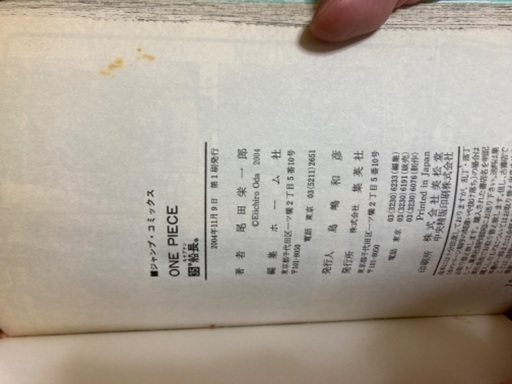 ■ジャンプ・コミックス
ONE PIECE
船長
2004年11月9日 第1刷発行
著者 尾田栄一郎
©Eiichiro Oda 2004
編集 ホーム社
東京都千代田区一ツ橋2丁目5番10号
〒101-8050
電話 東京 03(5211)2651
発行人 島嶋和彦
発行所 株式会社 集英社
東京都千代田区一ツ橋2丁目5番10号
〒101-8050
03(3230)6233(編集)
電話 東京 03(3230)6191(販売)
03(3230)6076(制作)
Printed in Japan
印刷所 株式会社 美松堂
中央精版印刷株式会社